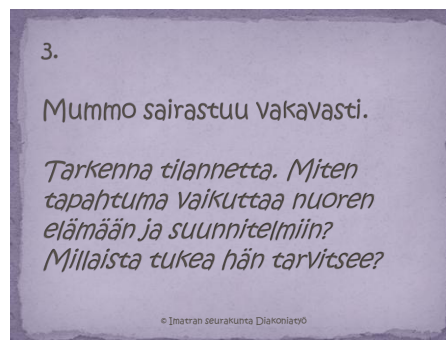 3.
Mummo sairastuu vakavasti.
Tarkenna tilannetta. Miten
tapahtuma vaikuttaa nuoren
elämään ja suunnitelmiin?
Millaista tukea hän tarvitsee?
© Imatran seurakunta Diakoniatyö